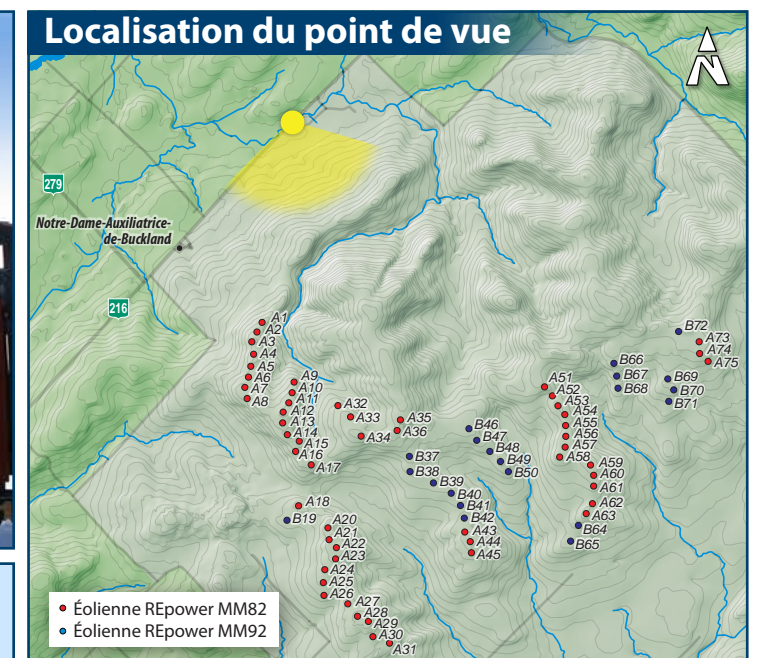 Localisation du point de vue
N
279
Notre-Dame-Auxiliatrice-
de-Buckland
216
A1
A2
A3
A4
A5
A6
A7
A8
A9
A10
A11
A12
A13
A14
A15
A16
A17
A18
B19
A20
A21
A22
A23
A24
A25
A26
A27
A28
A29
A30
A31
A32
A33
A34
A35
A36
B37
B38
B39
B40
B41
B42
A43
A44
A45
B46
B47
B48
B49
B50
A51
A52
A53
A54
A55
A56
A57
A58
A59
A60
A61
A62
A63
B64
B65
B66
B67
B68
B69
B70
B71
B72
A73
A74
A75
Éolienne REpower MM82
Éolienne REpower MM92